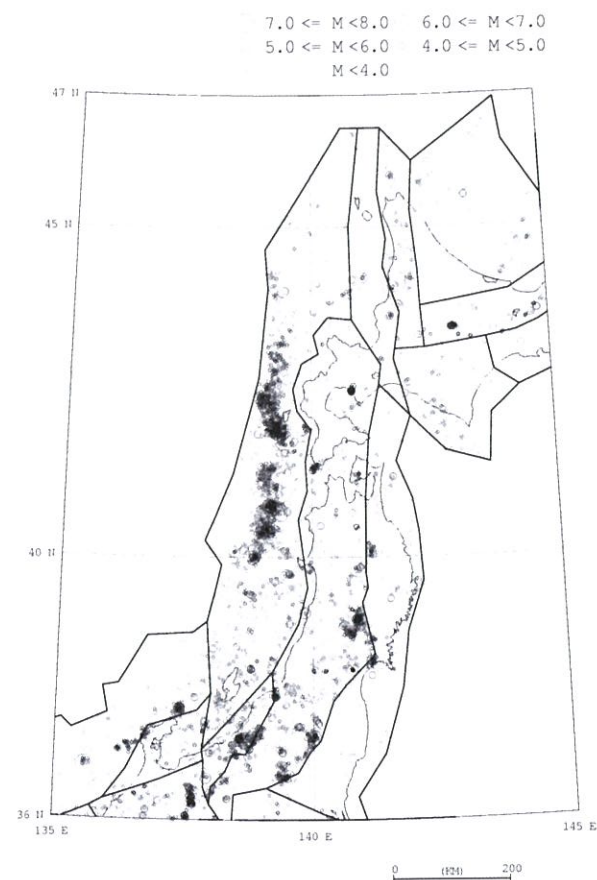 7.0 <= M <8.0 6.0 <= M <7.0
5.0 <= M <6.0 4.0 <= M <5.0
M <4.0
47 N
45 N
40 N
36 N
135 E
140 E
145 E
0 (KM) 200